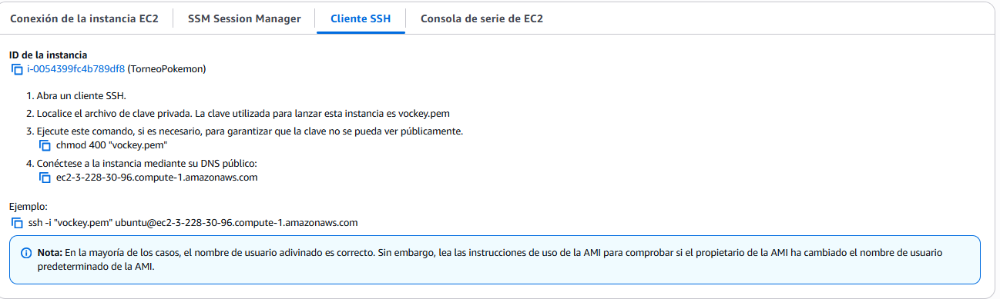 Conexión de la instancia EC2 SSM Session Manager Cliente SSH Consola de serie de EC2
ID de la instancia
i-0054399fc4b789df8 (TorneoPokemon)
1. Abra un cliente SSH.
2. Localice el archivo de clave privada. La clave utilizada para lanzar esta instancia es vockey.pem
3. Ejecute este comando, si es necesario, para garantizar que la clave no se pueda ver públicamente.
chmod 400 "vockey.pem"
4. Conéctese a la instancia mediante su DNS público:
ec2-3-228-30-96.compute-1.amazonaws.com
Ejemplo:
ssh -i "vockey.pem" ubuntu@ec2-3-228-30-96.compute-1.amazonaws.com
Nota: En la mayoría de los casos, el nombre de usuario adivinado es correcto. Sin embargo, lea las instrucciones de uso de la AMI para comprobar si el propietario de la AMI ha cambiado el nombre de usuario
predeterminado de la AMI.